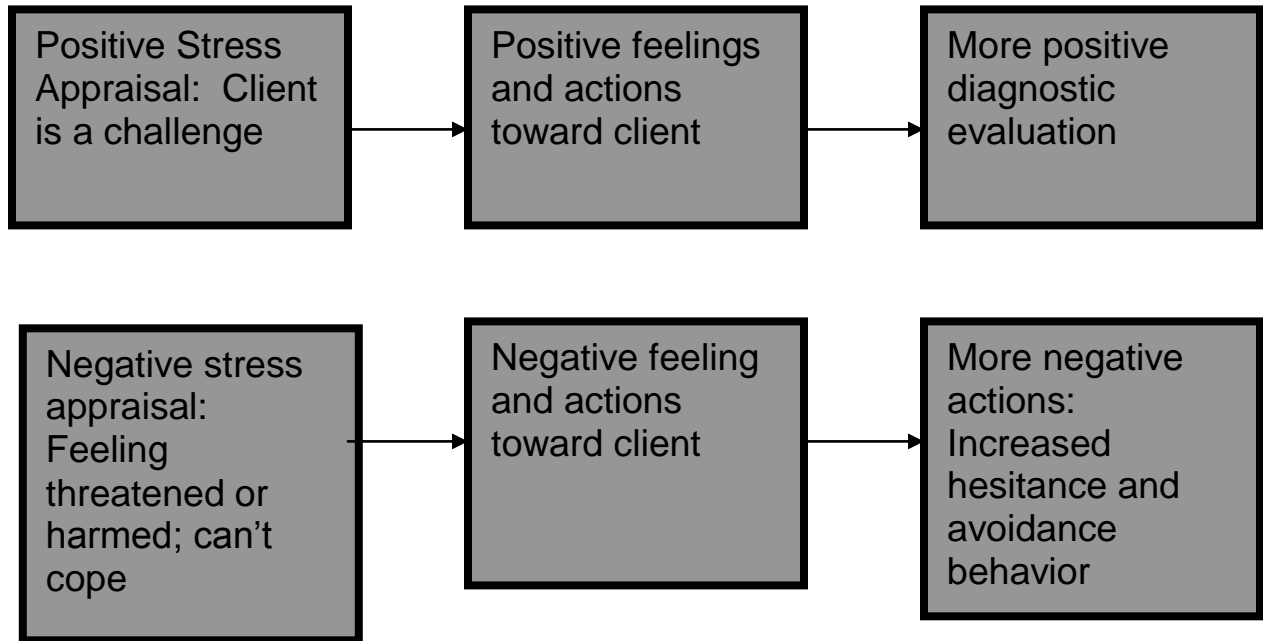 Positive Stress
Appraisal:  Client
is a challenge
Positive feelings
and actions
toward client
More positive
diagnostic
evaluation
Negative stress
appraisal:
Feeling
threatened or
harmed; can’t
cope
Negative feeling
and actions
toward client
More negative
actions:
Increased
hesitance and
avoidance
behavior